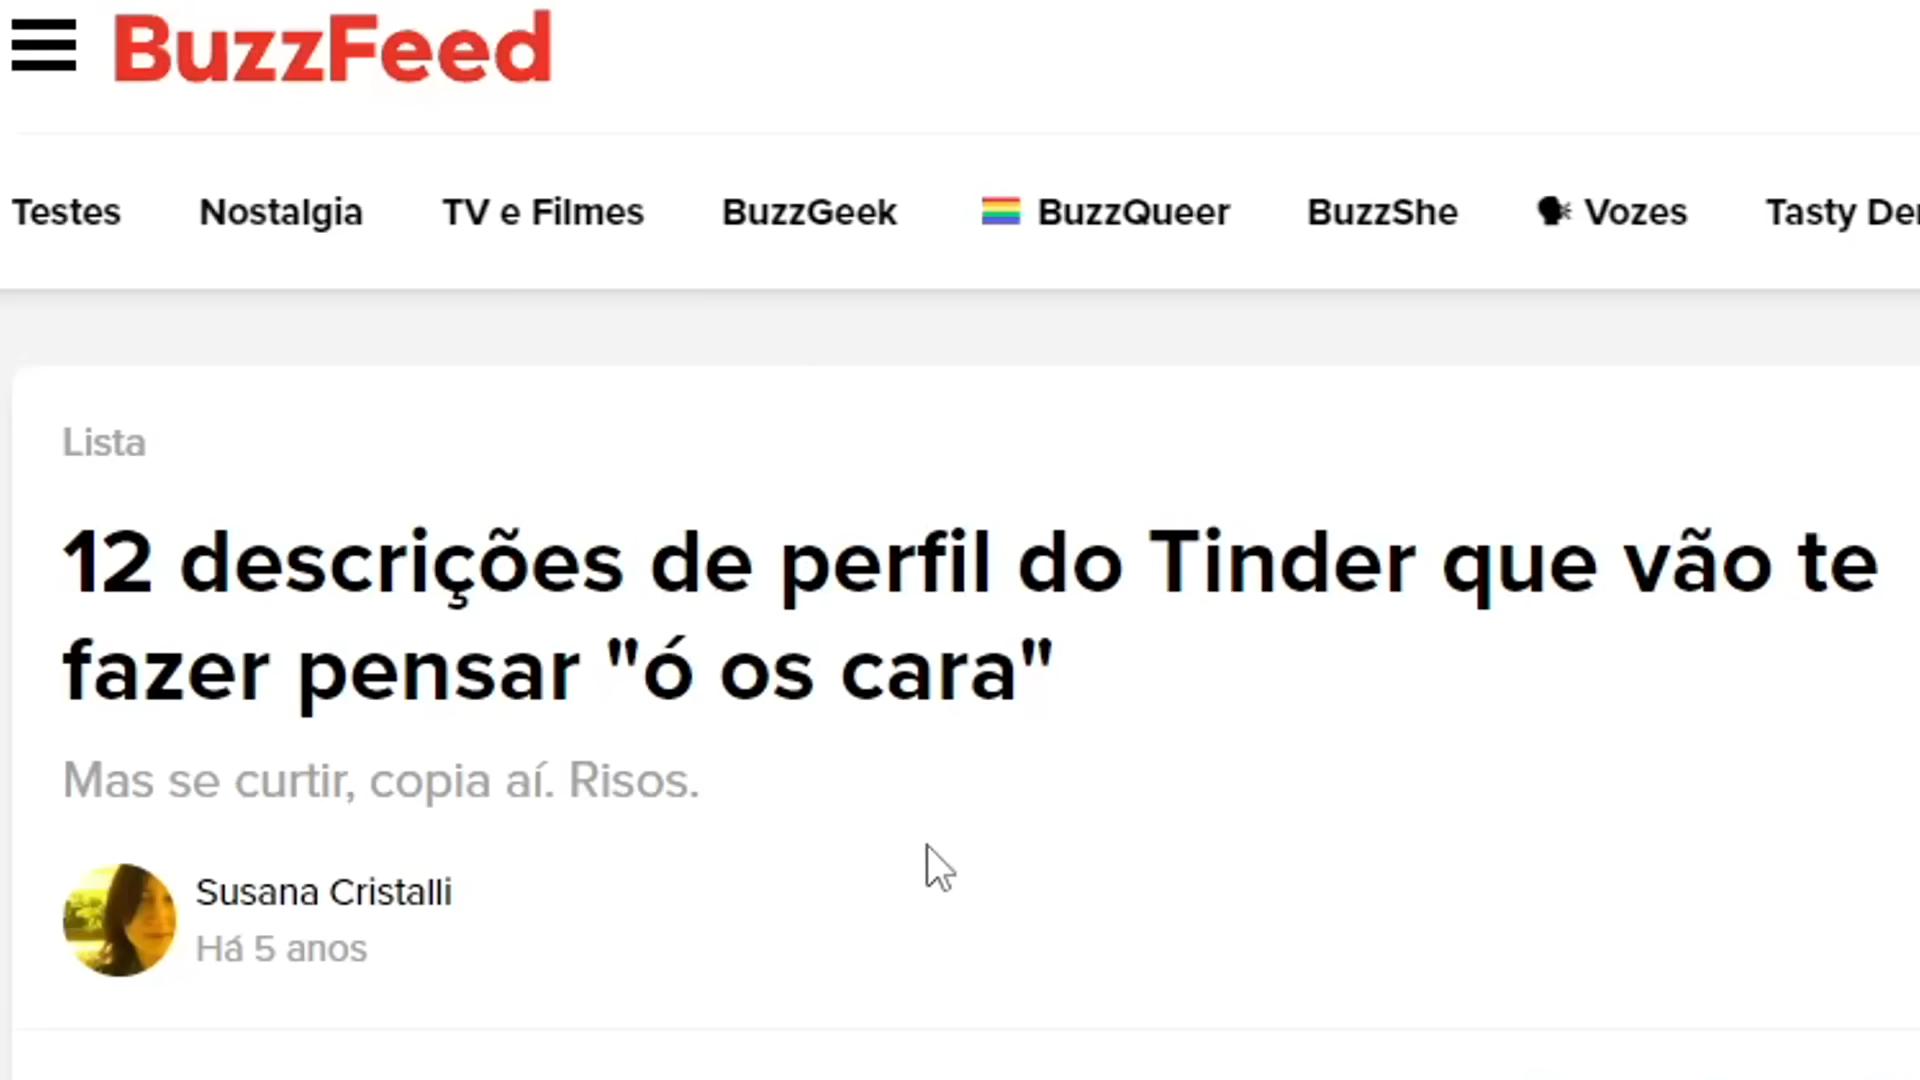 BuzzFeed
Testes Nostalgia TV e Filmes BuzzGeek BuzzQueer BuzzShe Vozes Tasty
Lista
12 descrições de perfil do Tinder que vão te
fazer pensar "ó os cara"
Mas se curtir, copia aí. Risos.
Susana Cristalli
Há 5 anos